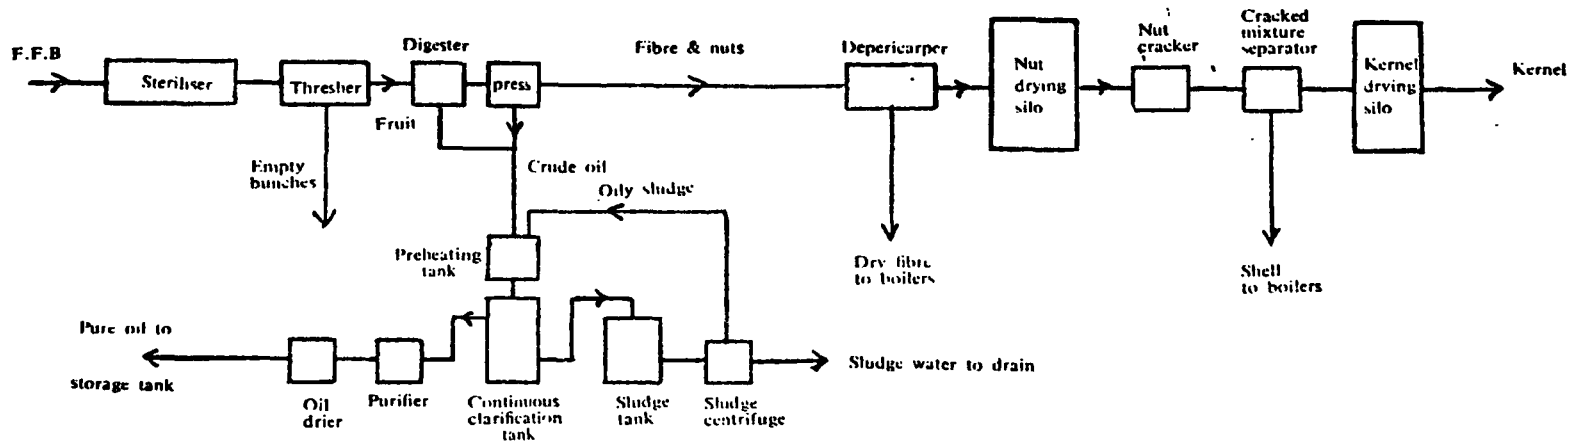 F.F.B
Steriliser
Thresher
Digester
press
Fruit
Empty
bunches
Fibre & nuts
Depericarper
Nut
drying
silo
Nut
cracker
Cracked
mixture
separator
Kernel
drying
silo
Kernel
Crude oil
Oily sludge
Preheating
tank
Dry fibre
to boilers
Shell
to boilers
Pure oil to
storage tank
Oil
drier
Purifier
Continuous
clarification
tank
Sludge
tank
Sludge
centrifuge
Sludge water to drain